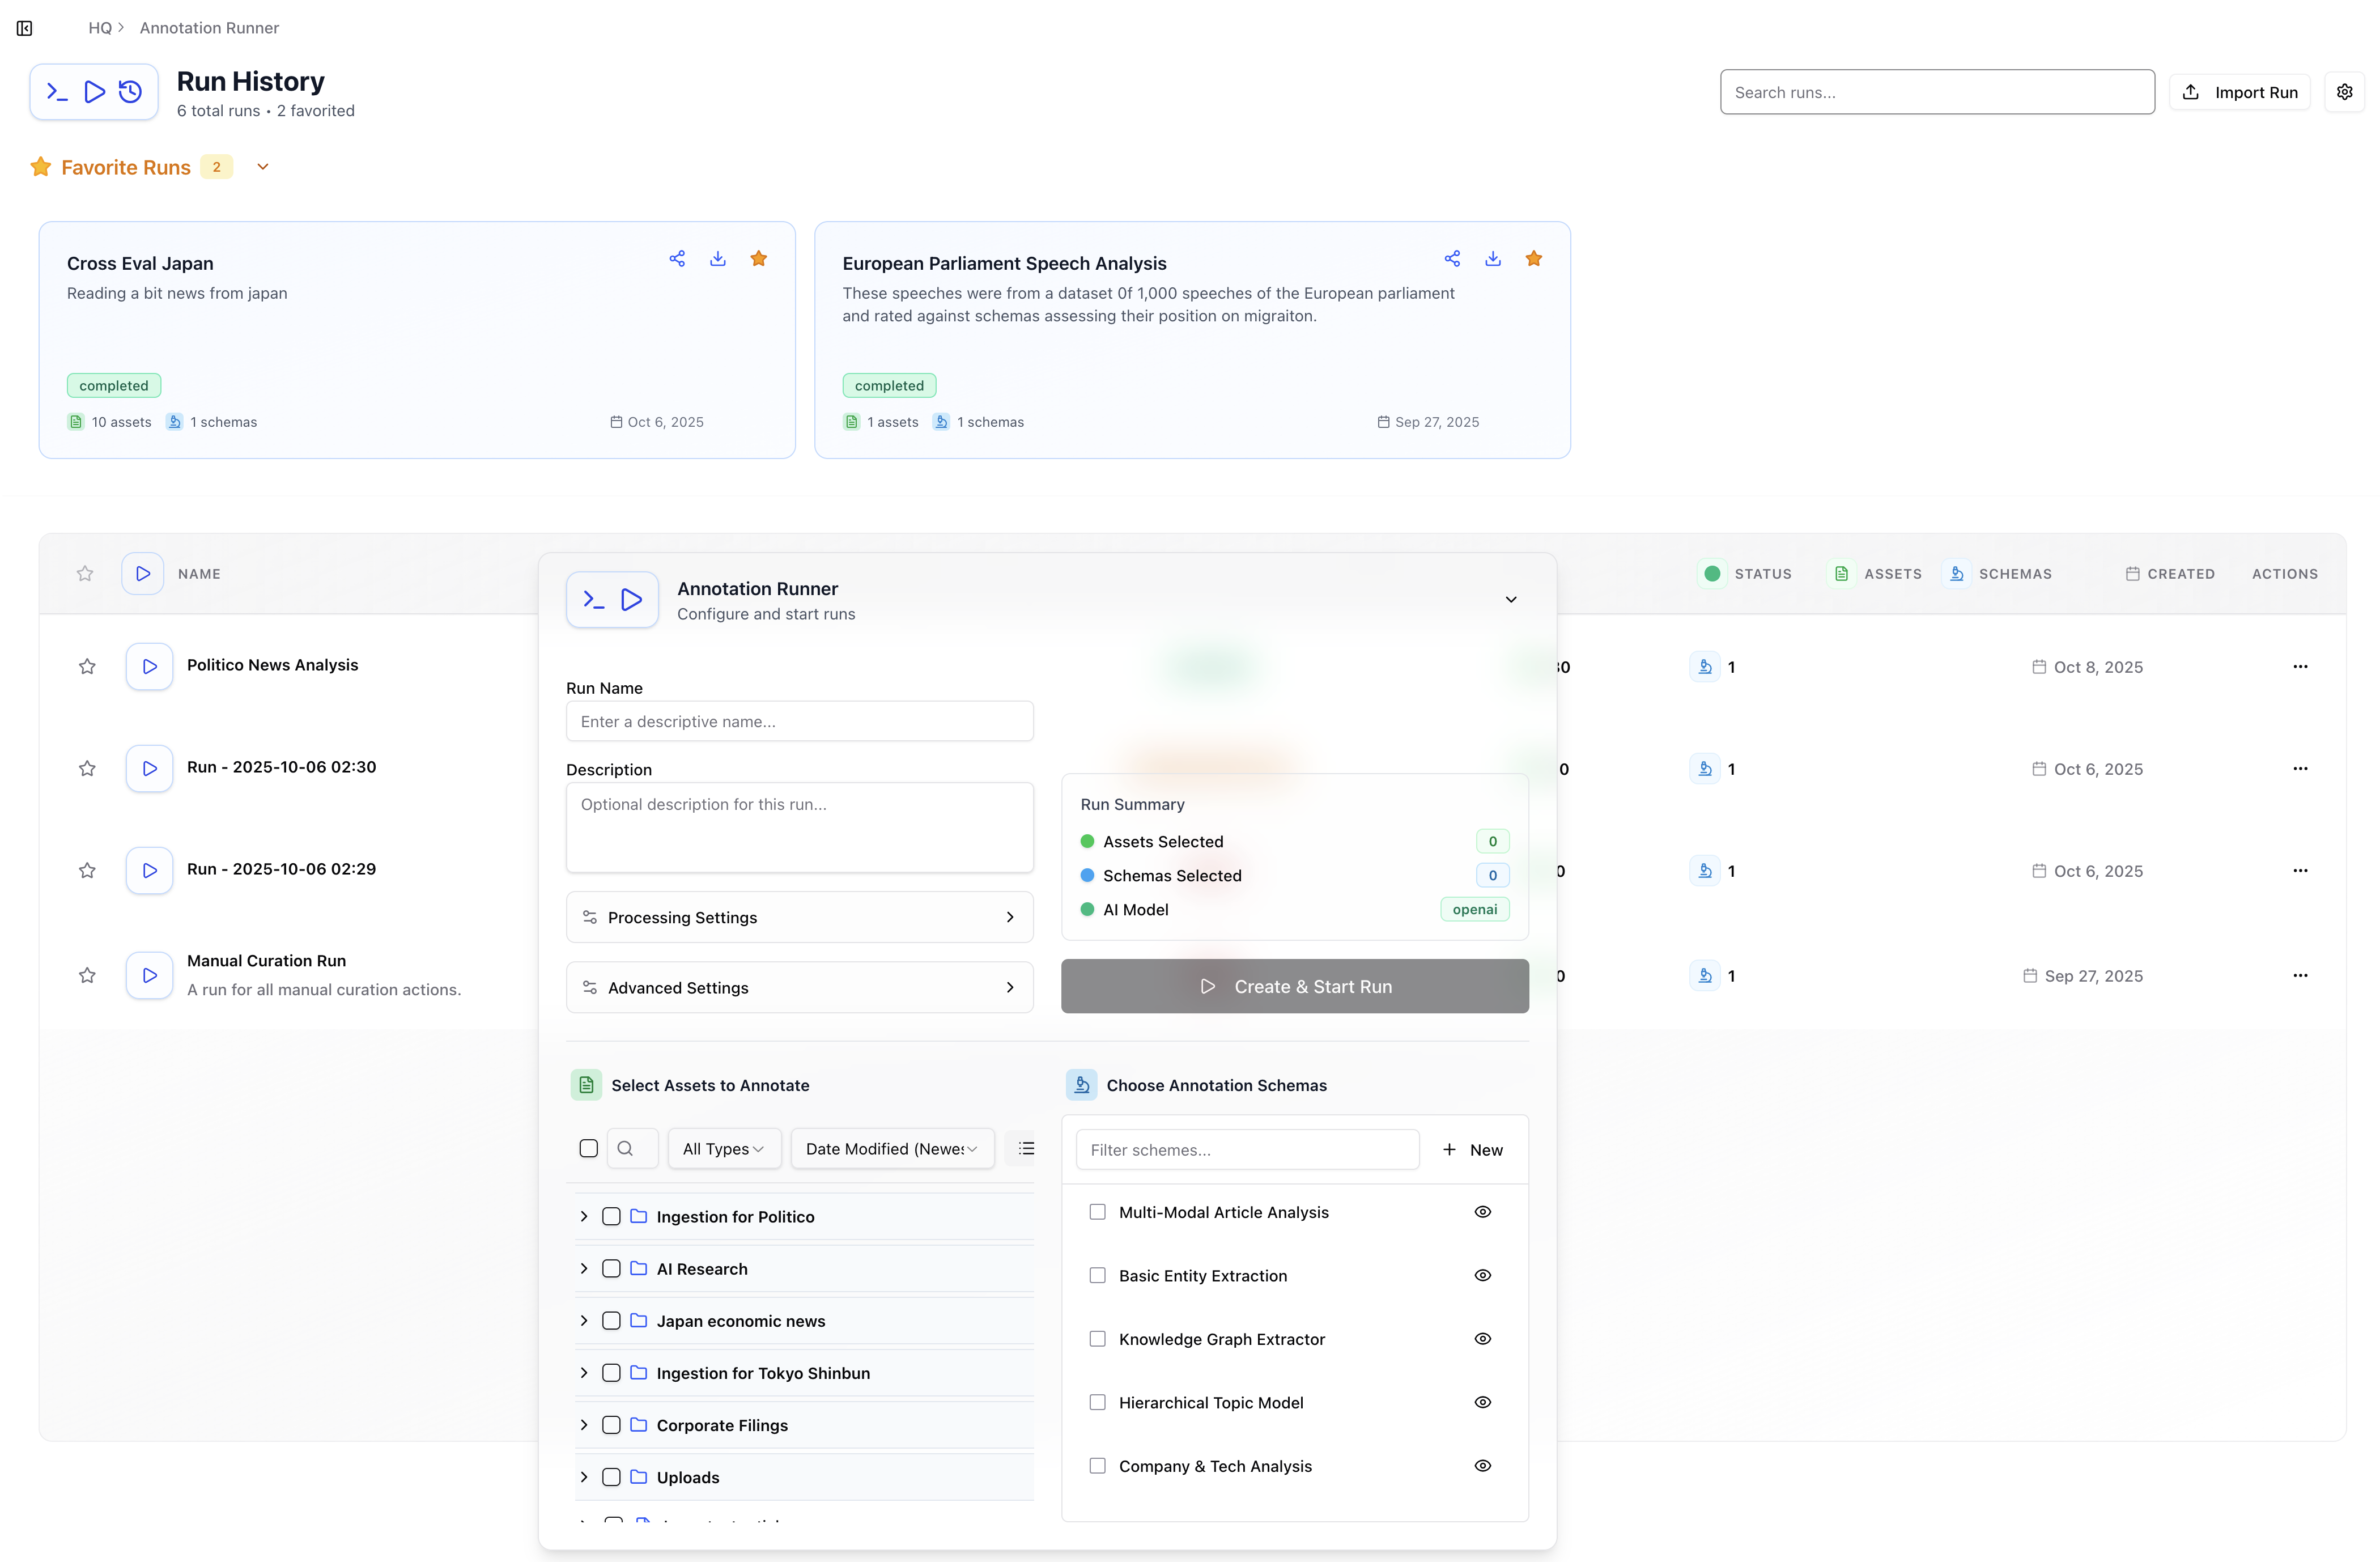 HQ > Annotation Runner
Run History
6 total runs • 2 favorited
Search runs...
Import Run
Favorite Runs 2
Cross Eval Japan
Reading a bit news from japan
completed
10 assets 1 schemas Oct 6, 2025
European Parliament Speech Analysis
These speeches were from a dataset 0f 1,000 speeches of the European parliament
and rated against schemas assessing their position on migraiton.
completed
1 assets 1 schemas Sep 27, 2025
NAME STATUS ASSETS SCHEMAS CREATED ACTIONS
Politico News Analysis 1 Oct 8, 2025
Run - 2025-10-06 02:30 0 1 Oct 6, 2025
Run - 2025-10-06 02:29 0 1 Oct 6, 2025
Manual Curation Run 0 1 Sep 27, 2025
A run for all manual curation actions.
Annotation Runner
Configure and start runs
Run Name
Enter a descriptive name...
Description
Optional description for this run...
Processing Settings
Advanced Settings
Run Summary
Assets Selected 0
Schemas Selected 0
AI Model openai
Create & Start Run
Select Assets to Annotate
All Types Date Modified (Newes
Ingestion for Politico
AI Research
Japan economic news
Ingestion for Tokyo Shinbun
Corporate Filings
Uploads
Choose Annotation Schemas
Filter schemes... + New
Multi-Modal Article Analysis
Basic Entity Extraction
Knowledge Graph Extractor
Hierarchical Topic Model
Company & Tech Analysis